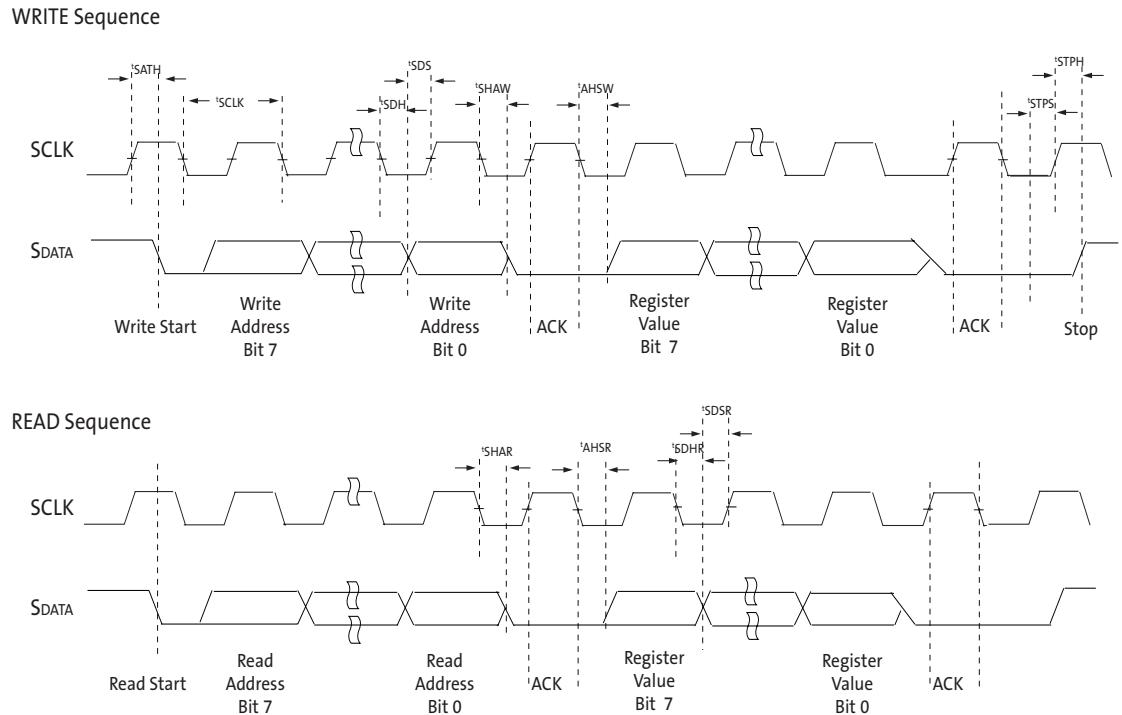 WRITE Sequence
tSATH
tSCLK
tSDS
tSDH
tSHAW
tAHSW
tSTPH
tSTPS
SCLK
SDATA
Write Start
Write
Address
Bit 7
Write
Address
Bit 0
ACK
Register
Value
Bit 7
Register
Value
Bit 0
ACK
Stop
READ Sequence
tSHAR
tAHSR
tSDHR
tSDSR
SCLK
SDATA
Read Start
Read
Address
Bit 7
Read
Address
Bit 0
ACK
Register
Value
Bit 7
Register
Value
Bit 0
ACK